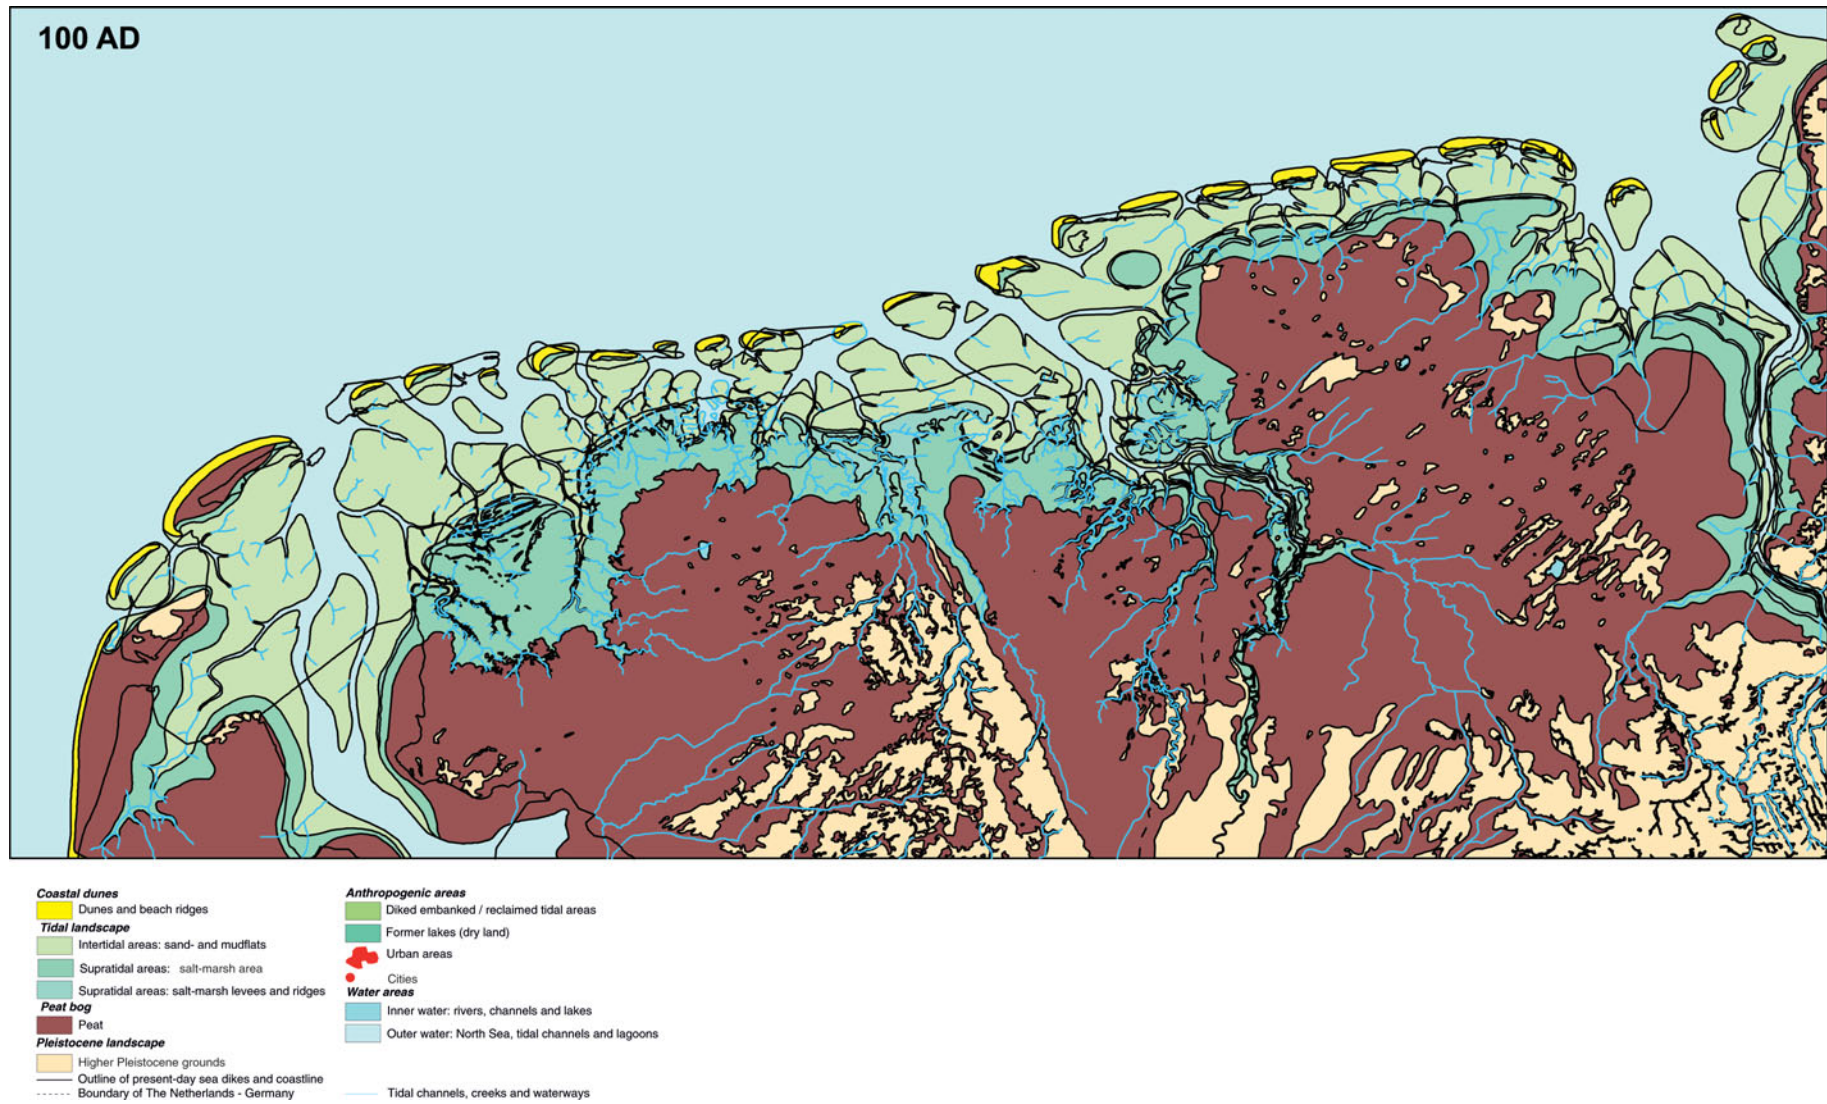 100 AD
Coastal dunes
Dunes and beach ridges
Tidal landscape
Intertidal areas: sand- and mudflats
Supratidal areas: salt-marsh area
Supratidal areas: salt-marsh levees and ridges
Peat bog
Peat
Pleistocene landscape
Higher Pleistocene grounds
Outline of present-day sea dikes and coastline
Boundary of The Netherlands - Germany
Anthropogenic areas
Diked embanked / reclaimed tidal areas
Former lakes (dry land)
Urban areas
Cities
Water areas
Inner water: rivers, channels and lakes
Outer water: North Sea, tidal channels and lagoons
Tidal channels, creeks and waterways